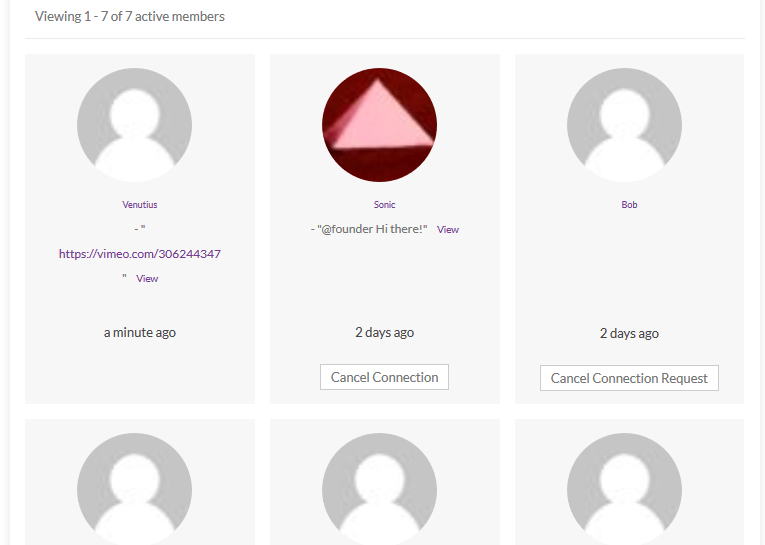 Viewing 1 - 7 of 7 active members
Venutius
- "
https://vimeo.com/306244347
" View
a minute ago
Sonic
- "@founder Hi there!" View
2 days ago
Cancel Connection
Bob
2 days ago
Cancel Connection Request